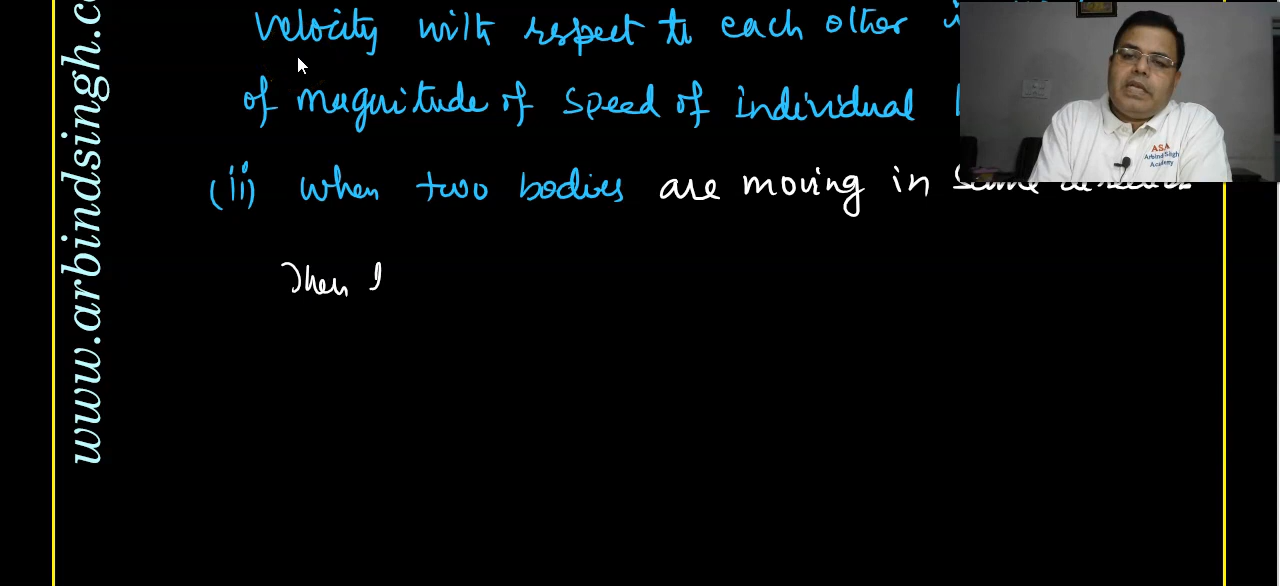 velocity with respect to each other
of magnitude of speed of individual
(ii) when two bodies are moving in same
Then
www.arbindsingh.c
ASA
Arbind Singh
Academy